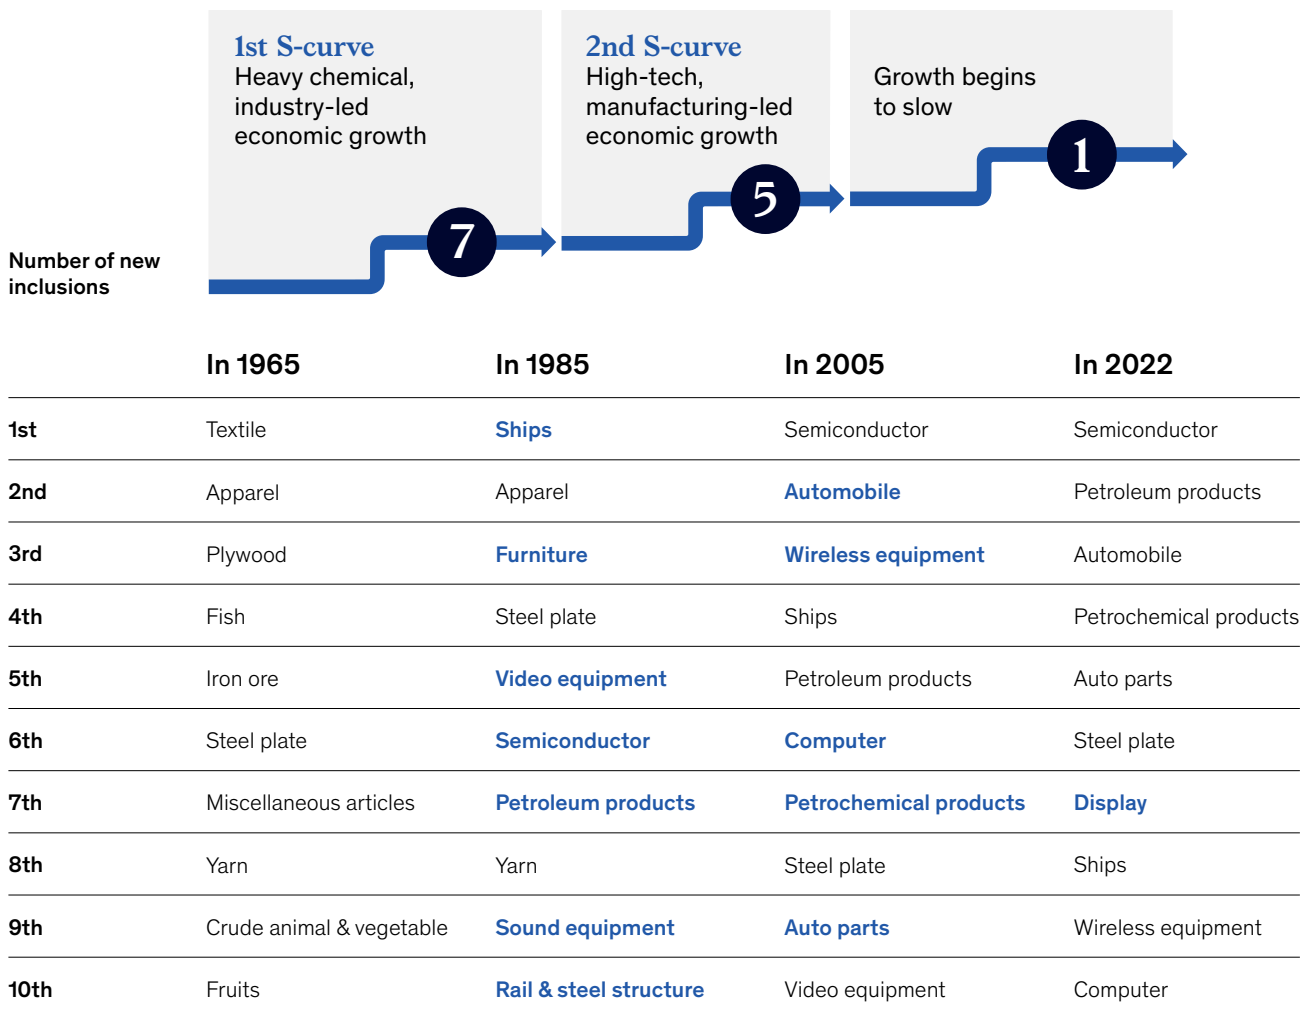 1st S-curve
Heavy chemical,
industry-led
economic growth
2nd S-curve
High-tech,
manufacturing-led
economic growth
Growth begins
to slow
7
5
1
Number of new
inclusions
In 1965 In 1985 In 2005 In 2022
1st Textile Ships Semiconductor Semiconductor
2nd Apparel Apparel Automobile Petroleum products
3rd Plywood Furniture Wireless equipment Automobile
4th Fish Steel plate Ships Petrochemical products
5th Iron ore Video equipment Petroleum products Auto parts
6th Steel plate Semiconductor Computer Steel plate
7th Miscellaneous articles Petroleum products Petrochemical products Display
8th Yarn Yarn Steel plate Ships
9th Crude animal & vegetable Sound equipment Auto parts Wireless equipment
10th Fruits Rail & steel structure Video equipment Computer